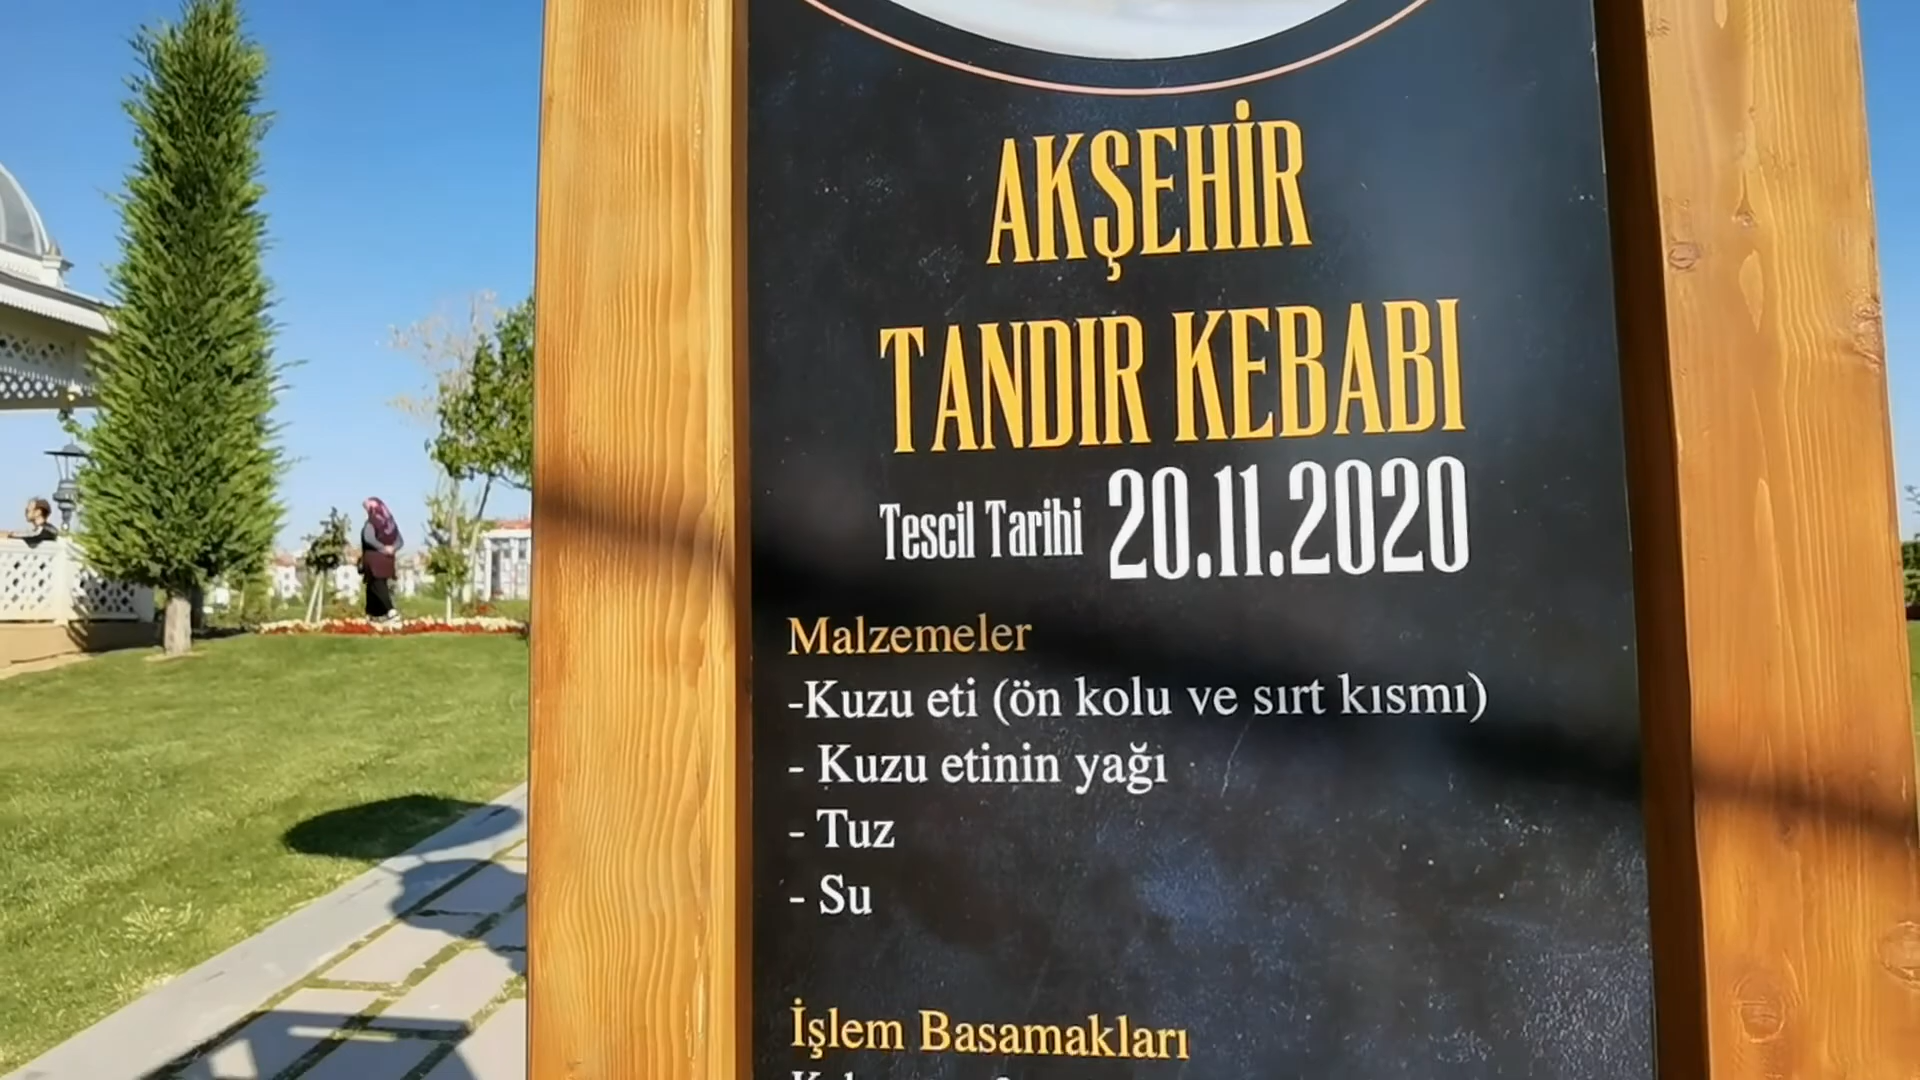 AKŞEHİR
TANDIR KEBABI
Tescil Tarihi 20.11.2020
Malzemeler
-Kuzu eti (ön kolu ve sırt kısmı)
- Kuzu etinin yağı
- Tuz
- Su
İşlem Basamakları